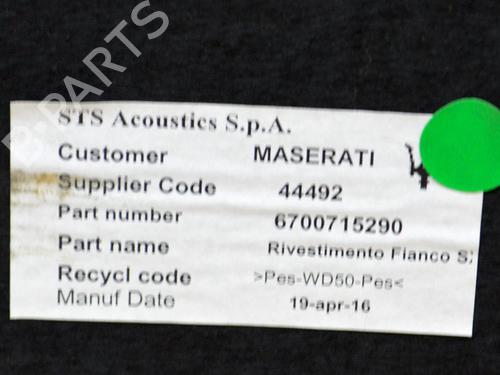 B-PARTS
STS Acoustics S.p.A.
Customer MASERATI
Supplier Code 44492
Part number 6700715290
Part name Rivestimento Fianco S
Recycl code >Pes-WD50-Pes<
Manuf Date 19-apr-16